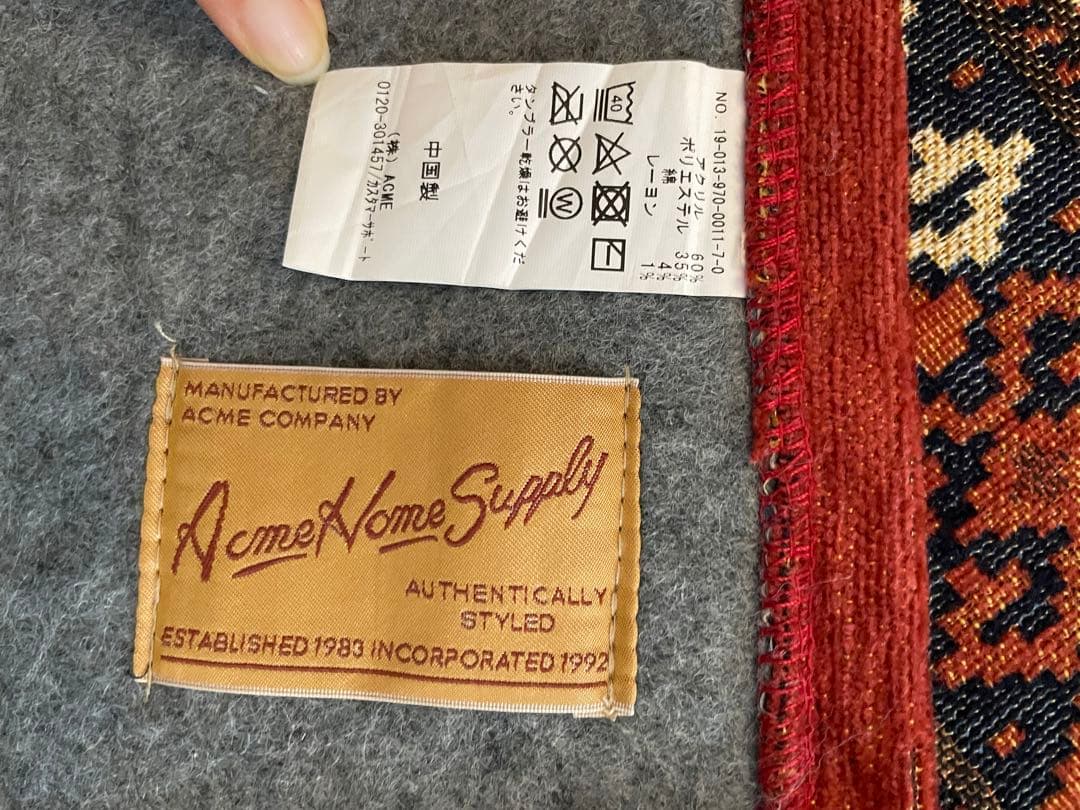 NO. 19-013-970-0011-7-0
アクリル 60%
ポリエステル 35%
綿 4%
レーヨン 1%
40
W
タンブラー乾燥はお避けくだ
さい。
中国製
(株) ACME
0120-301457/カスタマーサポート
MANUFACTURED BY
ACME COMPANY
Acme Home Supply
AUTHENTICALLY
STYLED
ESTABLISHED 1983 INCORPORATED 1992